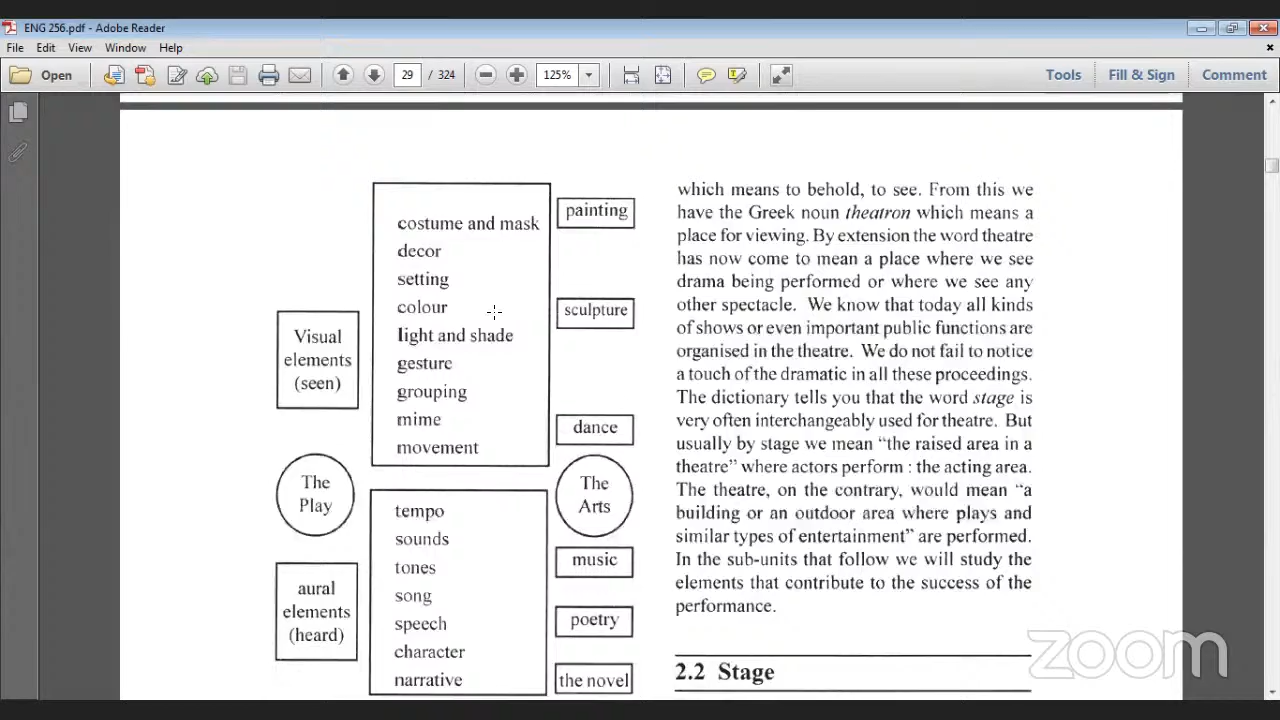 ENG 256.pdf - Adobe Reader
File Edit View Window Help
Open 29 / 324 125% Tools Fill & Sign Comment
costume and mask
decor
setting
colour
light and shade
gesture
grouping
mime
movement
Visual
elements
(seen)
painting
sculpture
dance
The
Play
The
Arts
tempo
sounds
tones
song
speech
character
narrative
aural
elements
(heard)
music
poetry
the novel
which means to behold, to see. From this we
have the Greek noun theatron which means a
place for viewing. By extension the word theatre
has now come to mean a place where we see
drama being performed or where we see any
other spectacle. We know that today all kinds
of shows or even important public functions are
organised in the theatre. We do not fail to notice
a touch of the dramatic in all these proceedings.
The dictionary tells you that the word stage is
very often interchangeably used for theatre. But
usually by stage we mean “the raised area in a
theatre” where actors perform : the acting area.
The theatre, on the contrary, would mean “a
building or an outdoor area where plays and
similar types of entertainment” are performed.
In the sub-units that follow we will study the
elements that contribute to the success of the
performance.
2.2 Stage
zoom